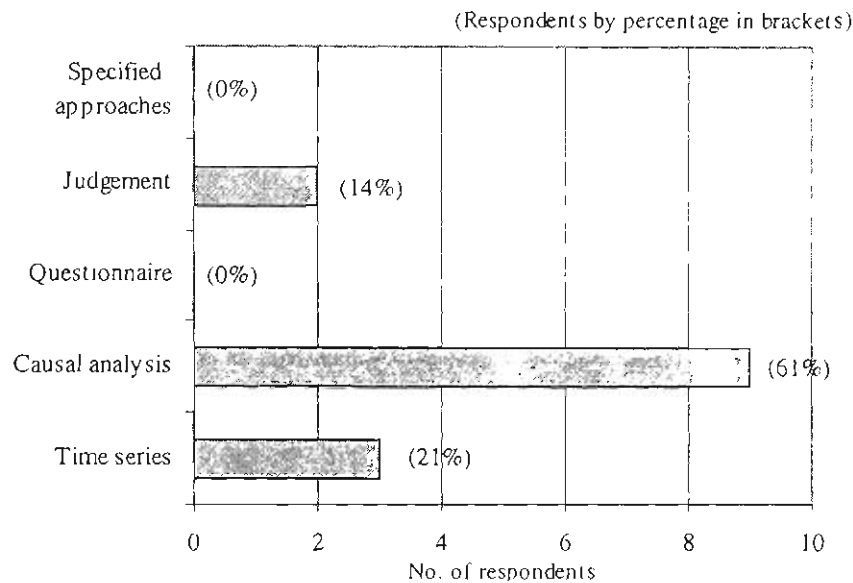 (Respondents by percentage in brackets)
Specified
approaches
(0%)
Judgement
(14%)
Questionnaire
(0%)
Causal analysis
(61%)
Time series
(21%)
0 2 4 6 8 10
No. of respondents